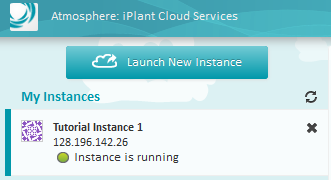 Atmosphere: iPlant Cloud Services
Launch New Instance
My Instances
Tutorial Instance 1
128.196.142.26
Instance is running